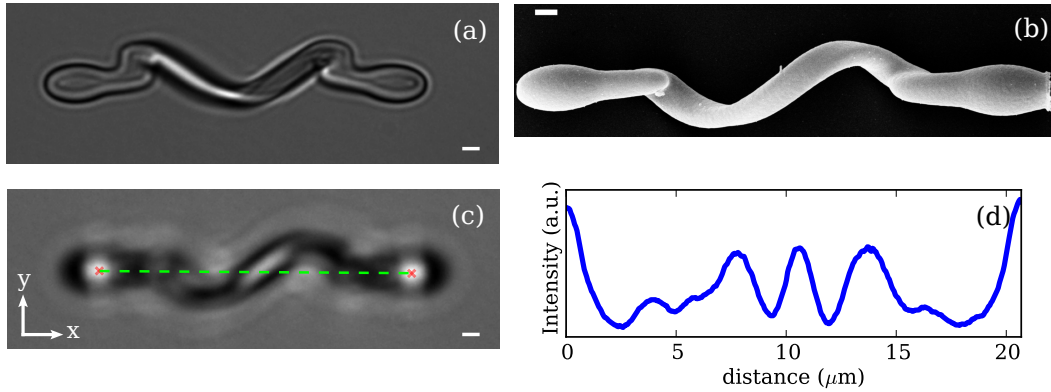 (a)
(b)
(c)
y
x
(d)
Intensity (a.u.)
0 5 10 15 20
distance (μm)